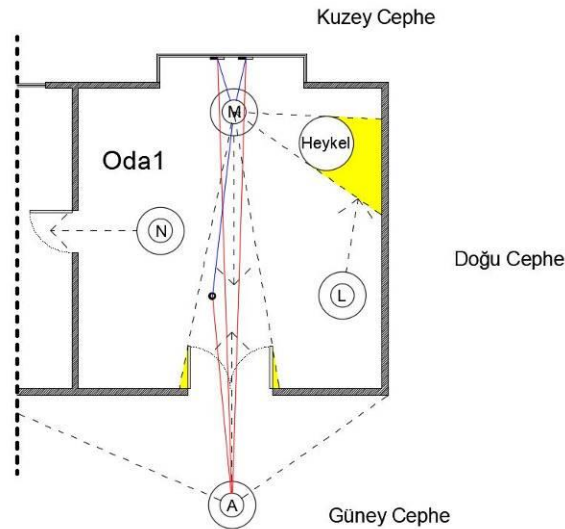 Kuzey Cephe
M
Heykel
Oda1
N
Doğu Cephe
L
A
Güney Cephe